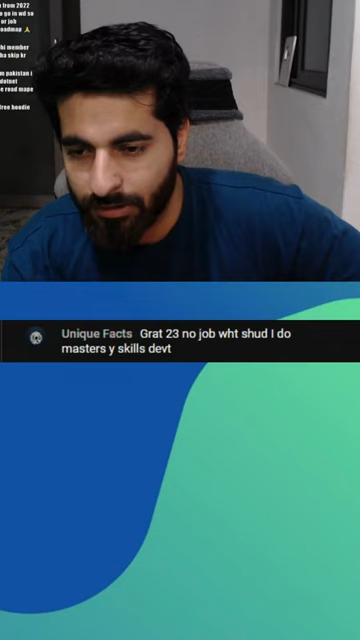 from 2022
o go in wd so
or job
roadmap 🙏
hi member
ha skip kr
m pakistan i
dotnet
e road mape
free hoodie
Unique Facts Grat 23 no job wht shud I do
masters y skills devt